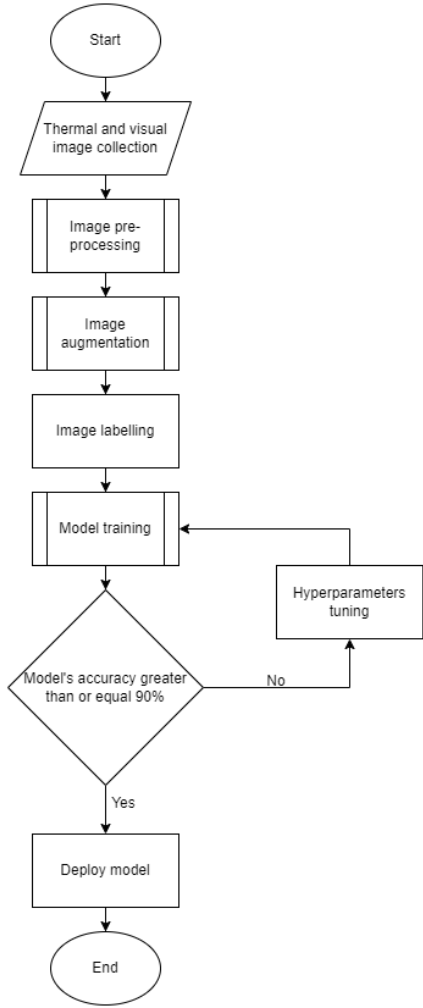 Start
Thermal and visual
image collection
Image pre-
processing
Image
augmentation
Image labelling
Model training
Hyperparameters
tuning
Model's accuracy greater
than or equal 90%
No
Yes
Deploy model
End